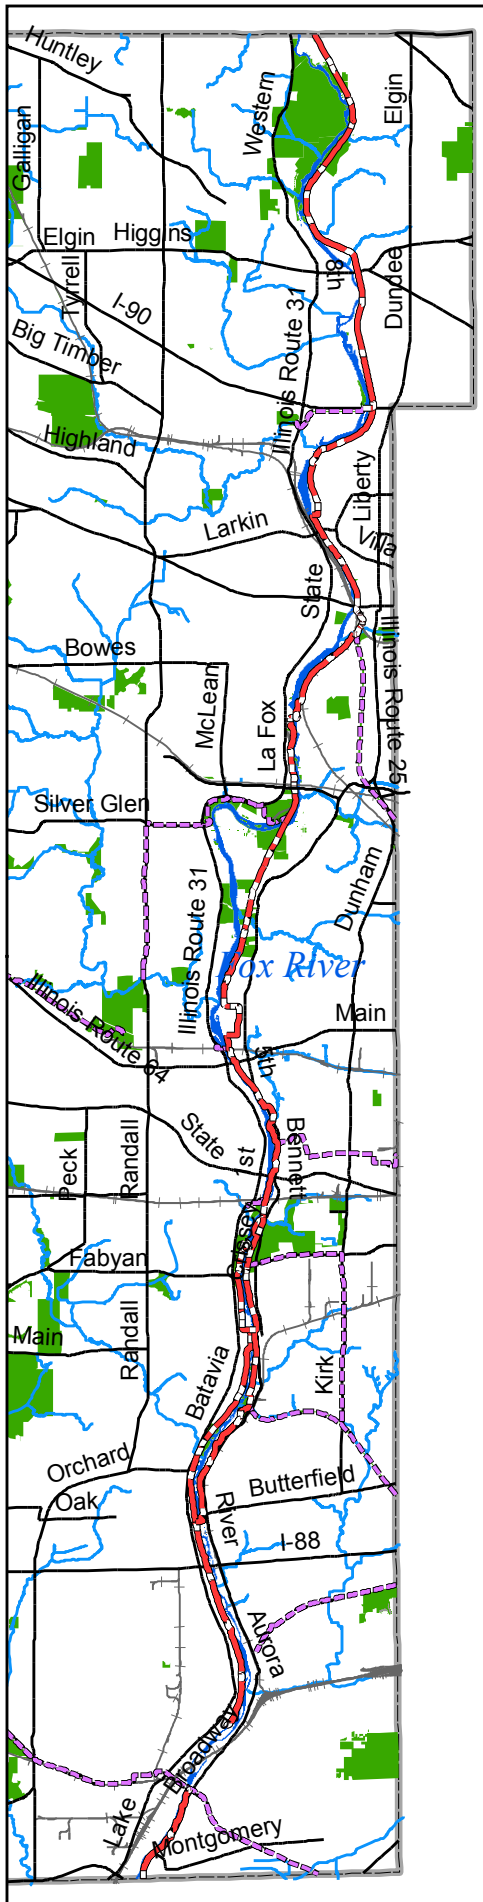 Huntley
Western
Elgin
Galligan
Elgin
Higgins
Tyrrell
8th
Dundee
I-90
Illinois Route 31
Big Timber
Highland
Liberty
Larkin
Villa
State
Bowes
McLean
La Fox
Illinois Route 25
Silver Glen
Dunham
Illinois Route 31
Fox River
Illinois Route 64
Main
5th
State
st
Bennett
Peck
Randall
Fabyan
Main
Randall
Kirk
Batavia
Orchard
Butterfield
Oak
River
I-88
Aurora
Broadway
Lake
Montgomery